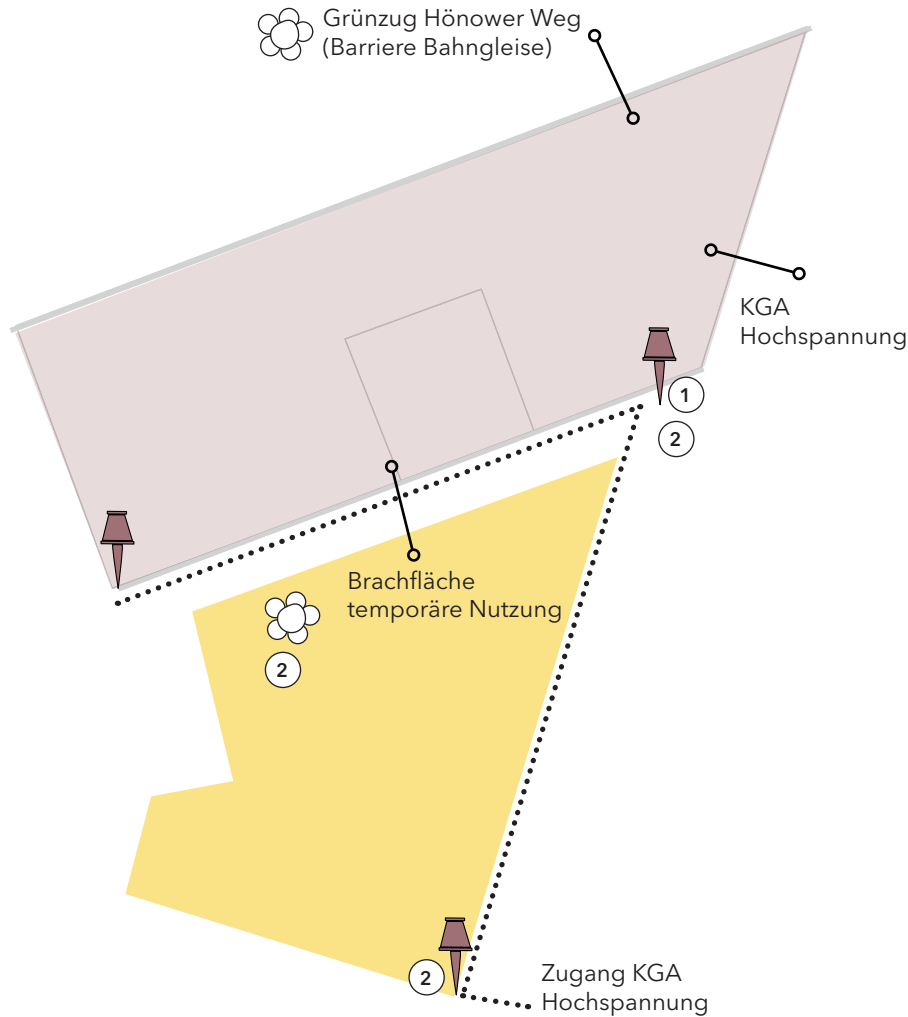 Grünzug Hönower Weg
(Barriere Bahngleise)
KGA
Hochspannung
1
2
Brachfläche
temporäre Nutzung
2
2
Zugang KGA
Hochspannung